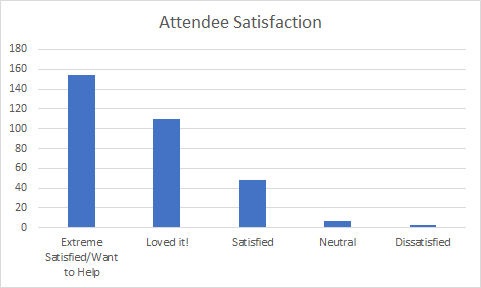 Attendee Satisfaction
180
160
140
120
100
80
60
40
20
0
Extreme
Satisfied/Want
to Help
Loved it!
Satisfied
Neutral
Dissatisfied